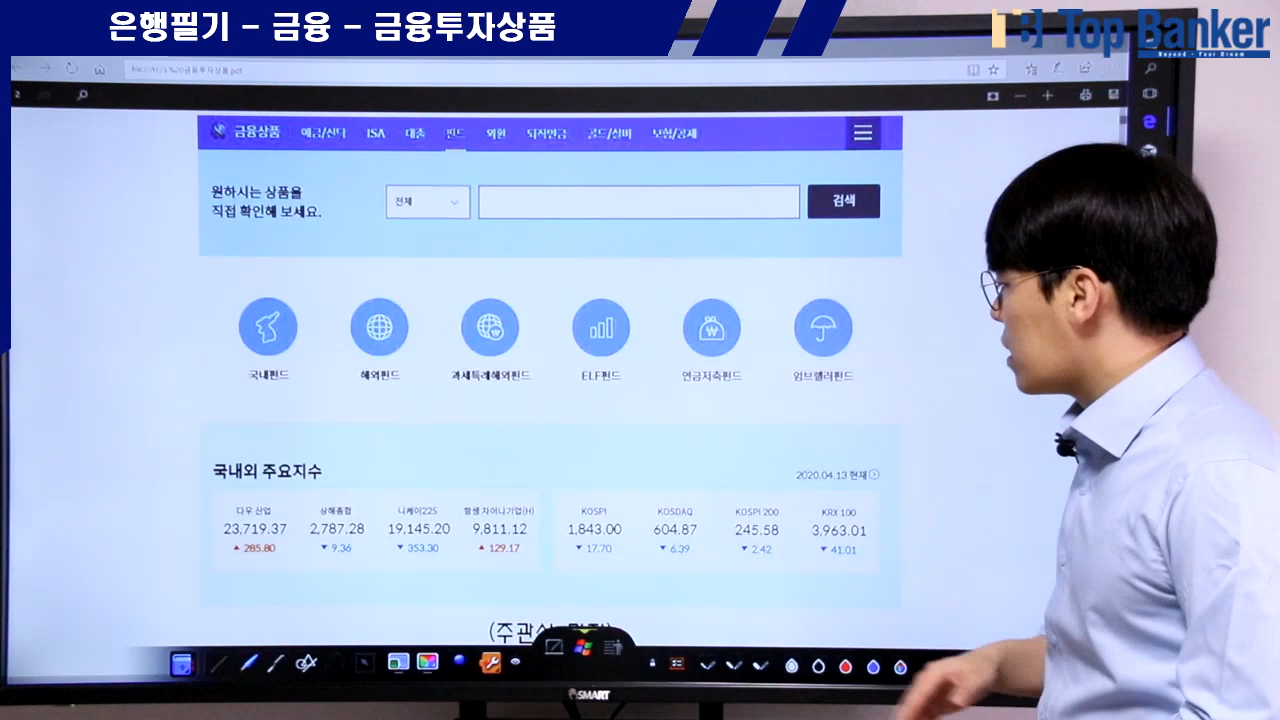 은행필기 - 금융 - 금융투자상품
Top Banker
Beyond - Your Dream
금융상품 예금/신탁 ISA 대출 펀드 외환 퇴직연금 골드/실버 보험/공제
원하시는 상품을
직접 확인해 보세요.
전체
검색
국내펀드 해외펀드 과세특례해외펀드 ELF펀드 연금저축펀드 엄브렐러펀드
국내외 주요지수
2020.04.13 현재
다우 산업 상해종합 니케이225 항생 차이나기업(H) KOSPI KOSDAQ KOSPI 200 KRX 100
23,719.37 2,787.28 19,145.20 9,811.12 1,843.00 604.87 245.58 3,963.01
▲ 285.80 ▼ 9.36 ▼ 353.30 ▲ 129.17 ▼ 17.70 ▼ 6.39 ▼ 2.42 ▼ 41.01
SMART